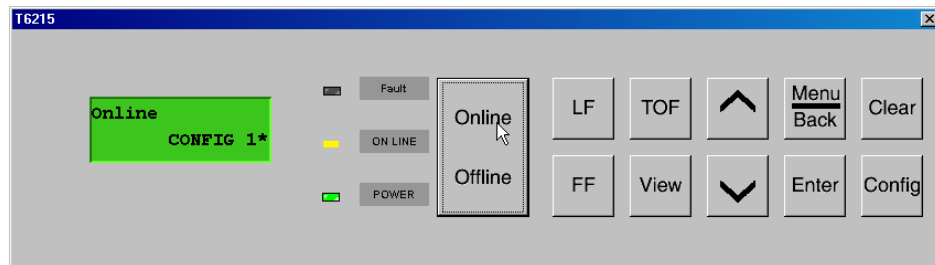 T6215
Online
CONFIG 1*
Fault
ON LINE
POWER
Online
Offline
LF
TOF
Menu
Back
Clear
FF
View
Enter
Config